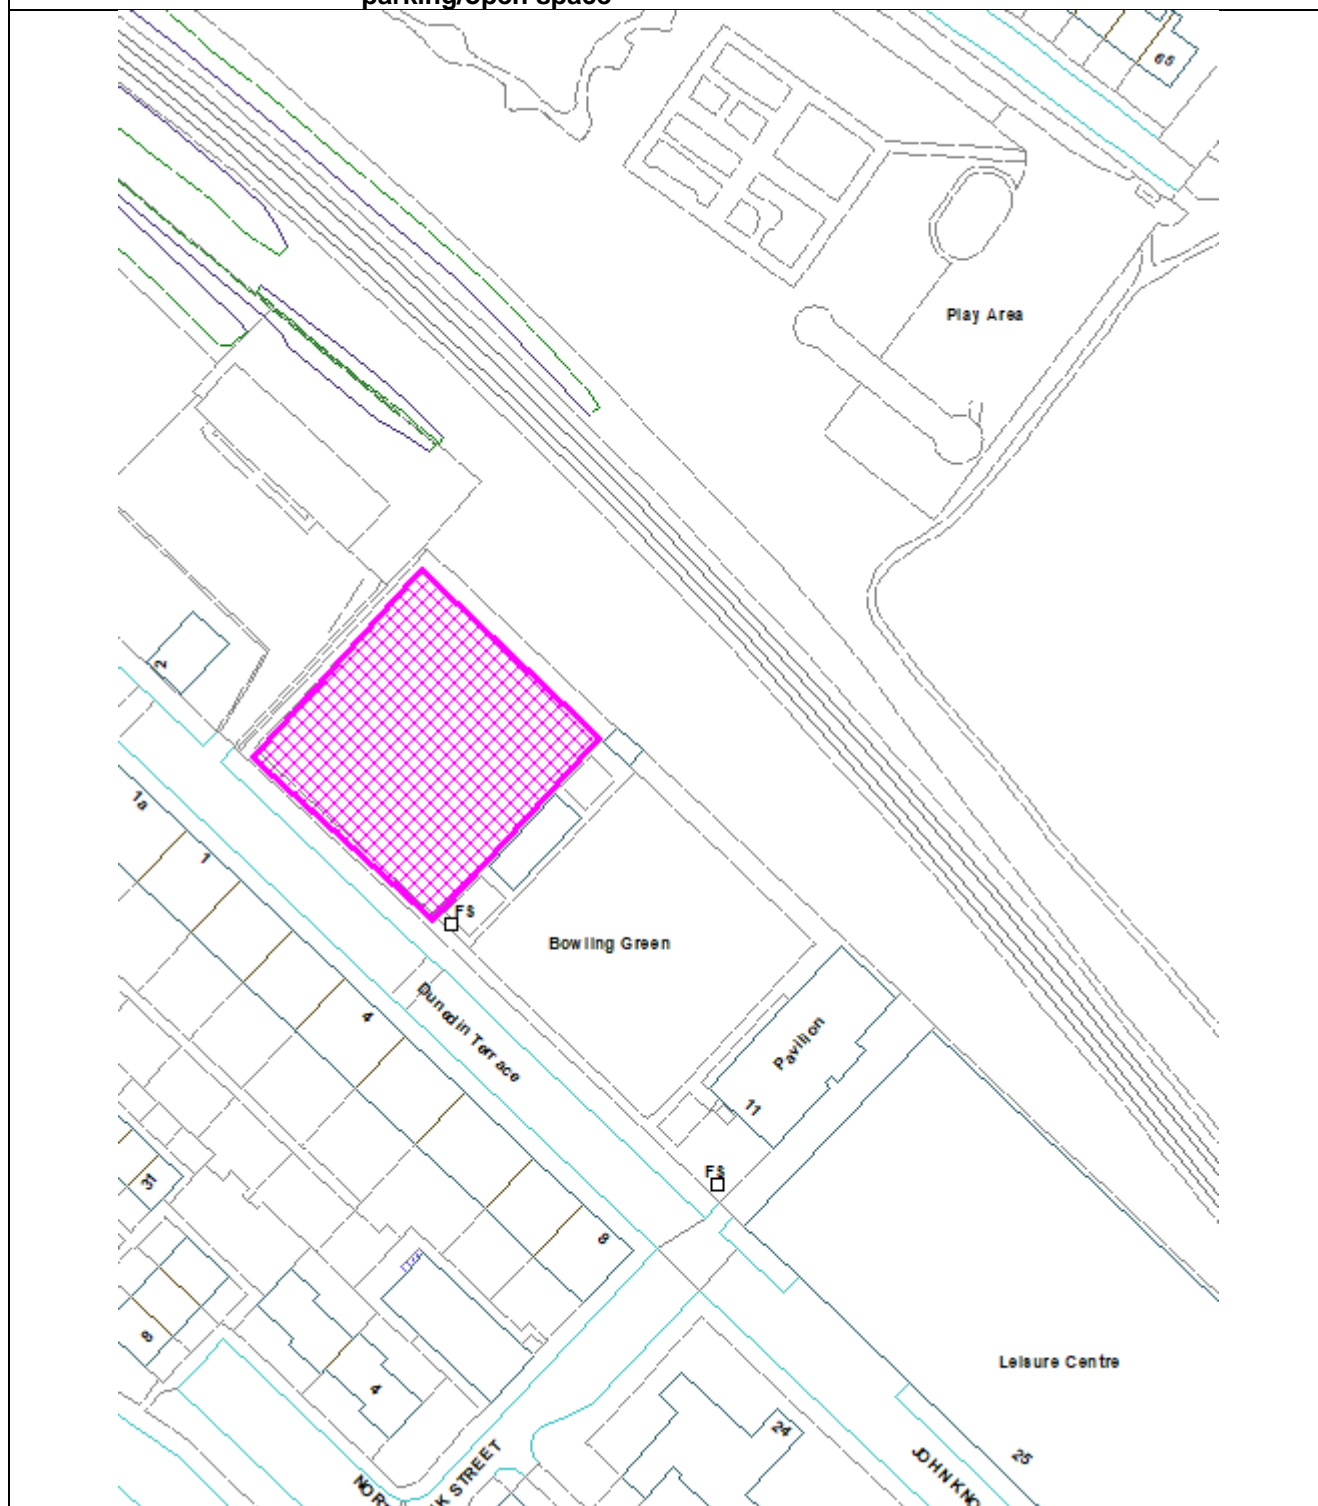 parking/open space
65
Play Area
2
1a
1
FS
Bowling Green
4
Dunedin Terrace
Pavilion
11
FS
31
8
8
4
Leisure Centre
24
25
STREET